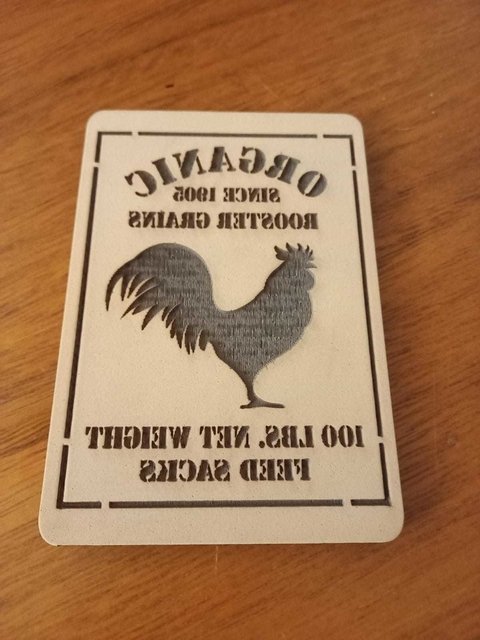 ORGANIC
SINCE 1905
ROOSTER GRAINS
100 LBS. NET WEIGHT
FEED SACKS